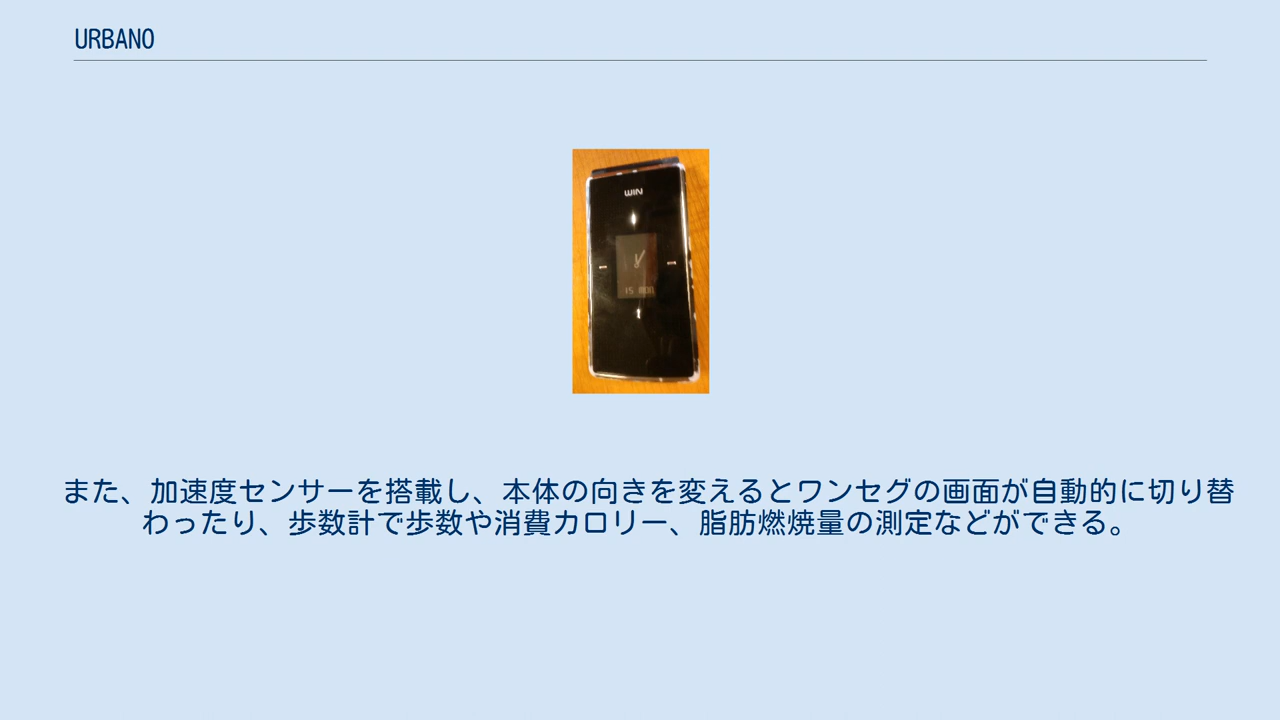 URBANO
WIN
15 MON
また、加速度センサーを搭載し、本体の向きを変えるとワンセグの画面が自動的に切り替
わったり、歩数計で歩数や消費カロリー、脂肪燃焼量の測定などができる。